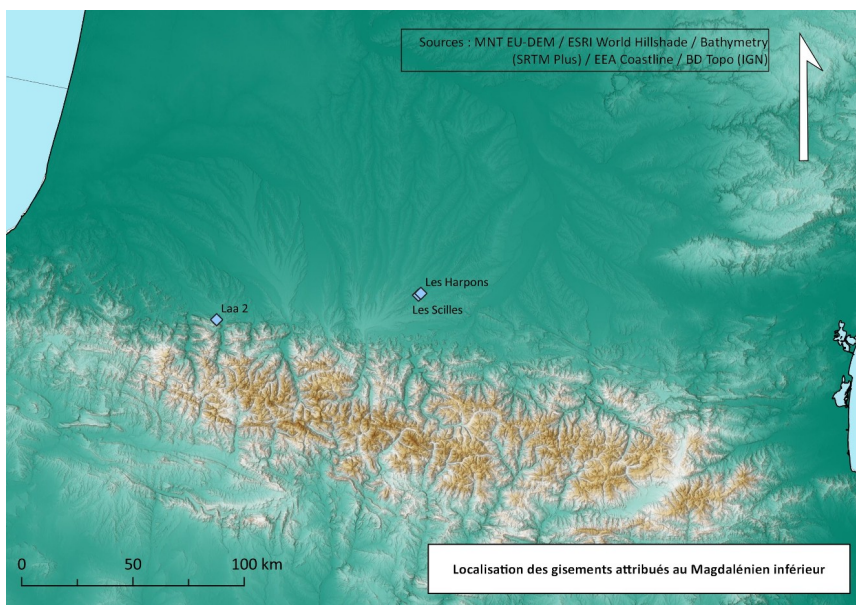 Sources : MNT EU-DEM / ESRI World Hillshade / Bathymetry
(SRTM Plus) / EEA Coastline / BD Topo (IGN)
Les Harpons
Laa 2
Les Scilles
0
50
100 km
Localisation des gisements attribués au Magdalénien inférieur